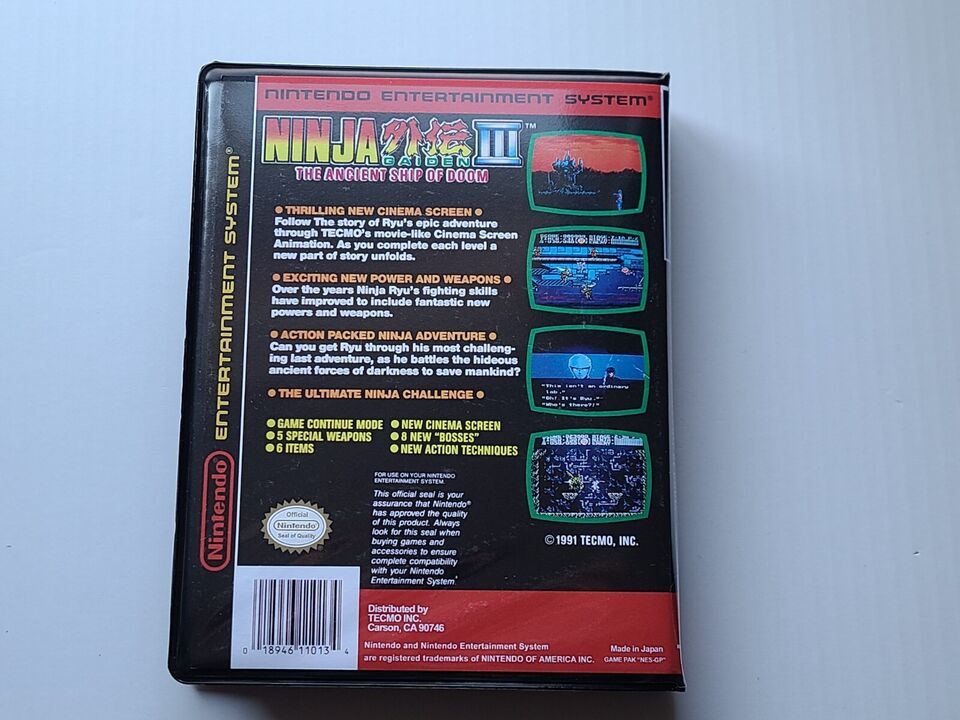 NINTENDO ENTERTAINMENT SYSTEM®
NINJA 外伝 III™
GAIDEN
THE ANCIENT SHIP OF DOOM
● THRILLING NEW CINEMA SCREEN ●
Follow The story of Ryu's epic adventure
through TECMO's movie-like Cinema Screen
Animation. As you complete each level a
new part of story unfolds.
● EXCITING NEW POWER AND WEAPONS ●
Over the years Ninja Ryu's fighting skills
have improved to include fantastic new
powers and weapons.
● ACTION PACKED NINJA ADVENTURE ●
Can you get Ryu through his most challeng-
ing last adventure, as he battles the hideous
ancient forces of darkness to save mankind?
● THE ULTIMATE NINJA CHALLENGE ●
● GAME CONTINUE MODE
● 5 SPECIAL WEAPONS
● 6 ITEMS
● NEW CINEMA SCREEN
● 8 NEW "BOSSES"
● NEW ACTION TECHNIQUES
"This isn't an ordinary
lab."
"Oh! It's Ryu."
"Who's there?!"
FOR USE ON YOUR NINTENDO
ENTERTAINMENT SYSTEM.
This official seal is your
assurance that Nintendo®
has approved the quality
of this product. Always
look for this seal when
buying games and
accessories to ensure
complete compatibility
with your Nintendo
Entertainment System.
Official
Nintendo
Seal of Quality
©1991 TECMO, INC.
0 18946 11013 4
Distributed by
TECMO INC.
Carson, CA 90746
Nintendo and Nintendo Entertainment System
are registered trademarks of NINTENDO OF AMERICA INC.
Made in Japan
GAME PAK "NES-GP"
Nintendo ENTERTAINMENT SYSTEM®